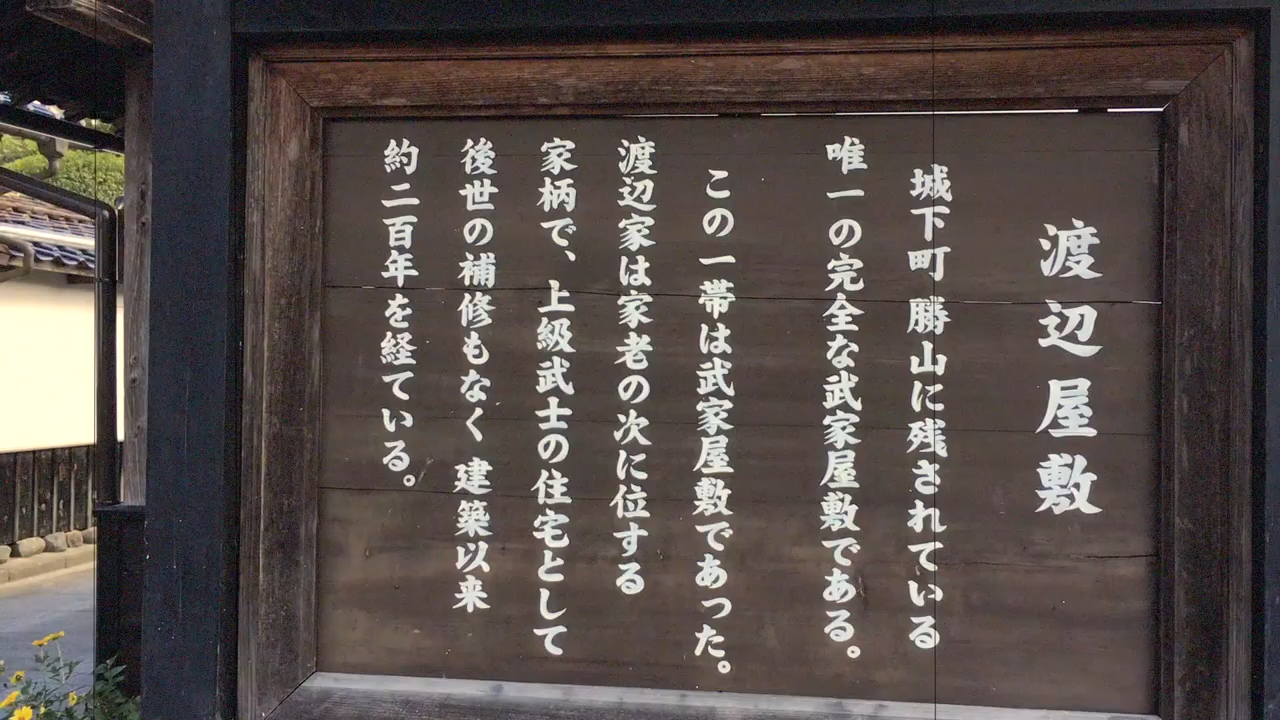 渡辺屋敷
城下町 勝山に残されている
唯一の完全な武家屋敷である。
この一帯は武家屋敷であった。
渡辺家は家老の次に位する
家柄で、上級武士の住宅として
後世の補修もなく 建築以来
約二百年を経ている。